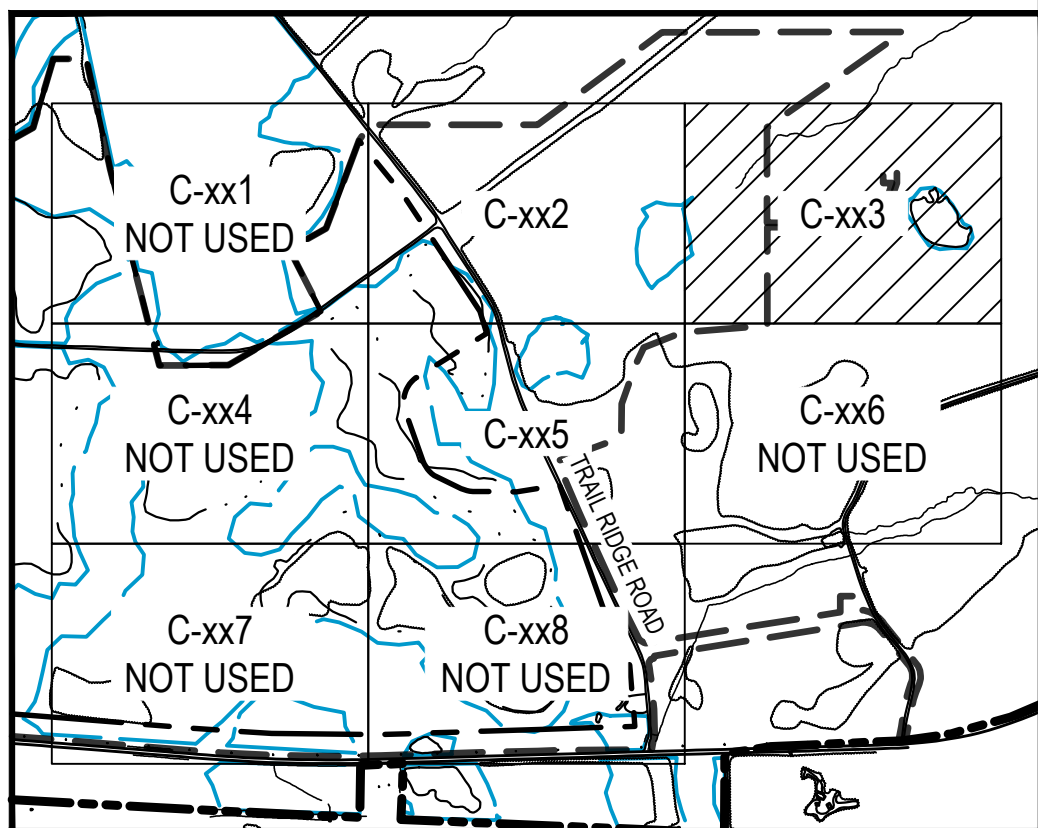 C-xx1
NOT USED
C-xx2
C-xx3
C-xx4
NOT USED
C-xx5
C-xx6
NOT USED
TRAIL RIDGE ROAD
C-xx7
NOT USED
C-xx8
NOT USED